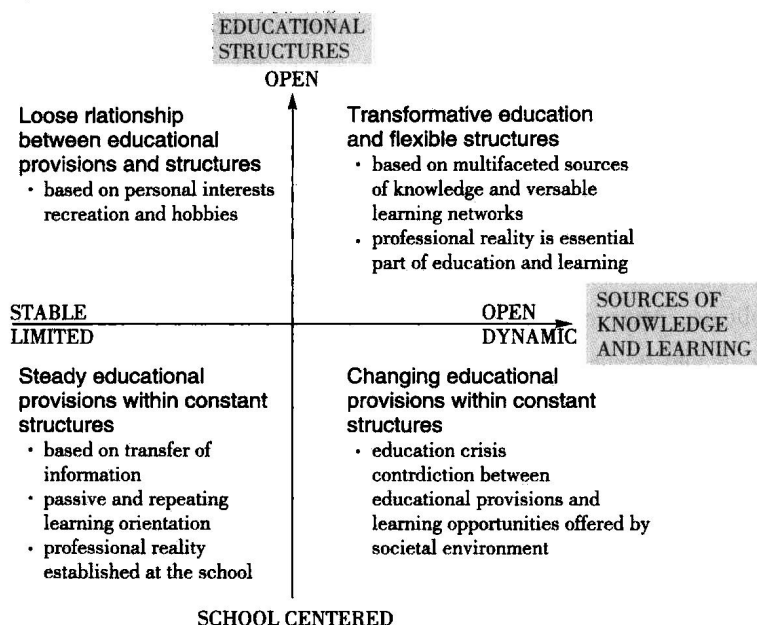 EDUCATIONAL
STRUCTURES
OPEN
Loose rlationship
between educational
provisions and structures
• based on personal interests
recreation and hobbies
Transformative education
and flexible structures
• based on multifaceted sources
of knowledge and versable
learning networks
• professional reality is essential
part of education and learning
STABLE
LIMITED
OPEN
DYNAMIC
SOURCES OF
KNOWLEDGE
AND LEARNING
Steady educational
provisions within constant
structures
• based on transfer of
information
• passive and repeating
learning orientation
• professional reality
established at the school
Changing educational
provisions within constant
structures
• education crisis
contrdiction between
educational provisions and
learning opportunities offered by
societal environment
SCHOOL CENTERED